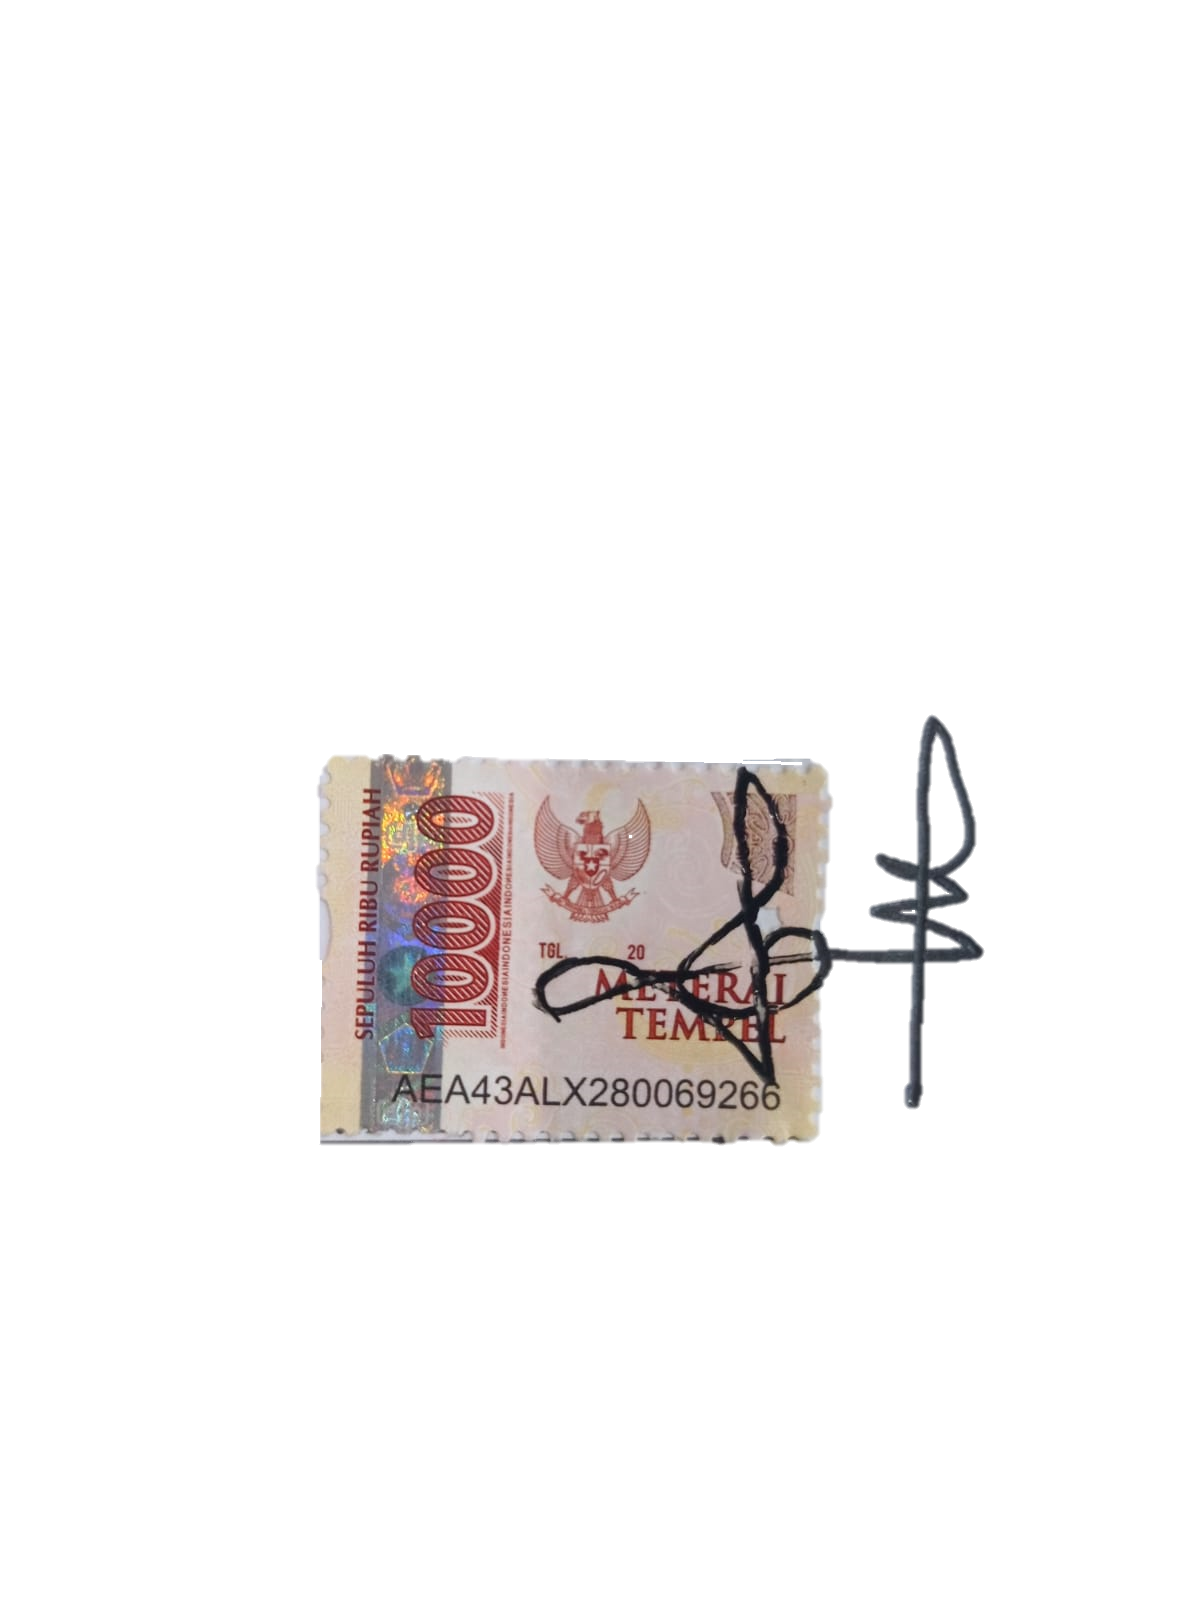 SEPULUH RIBU RUPIAH
10000
TGL. 20
METERAI
TEMPEL
AEA43ALX280069266